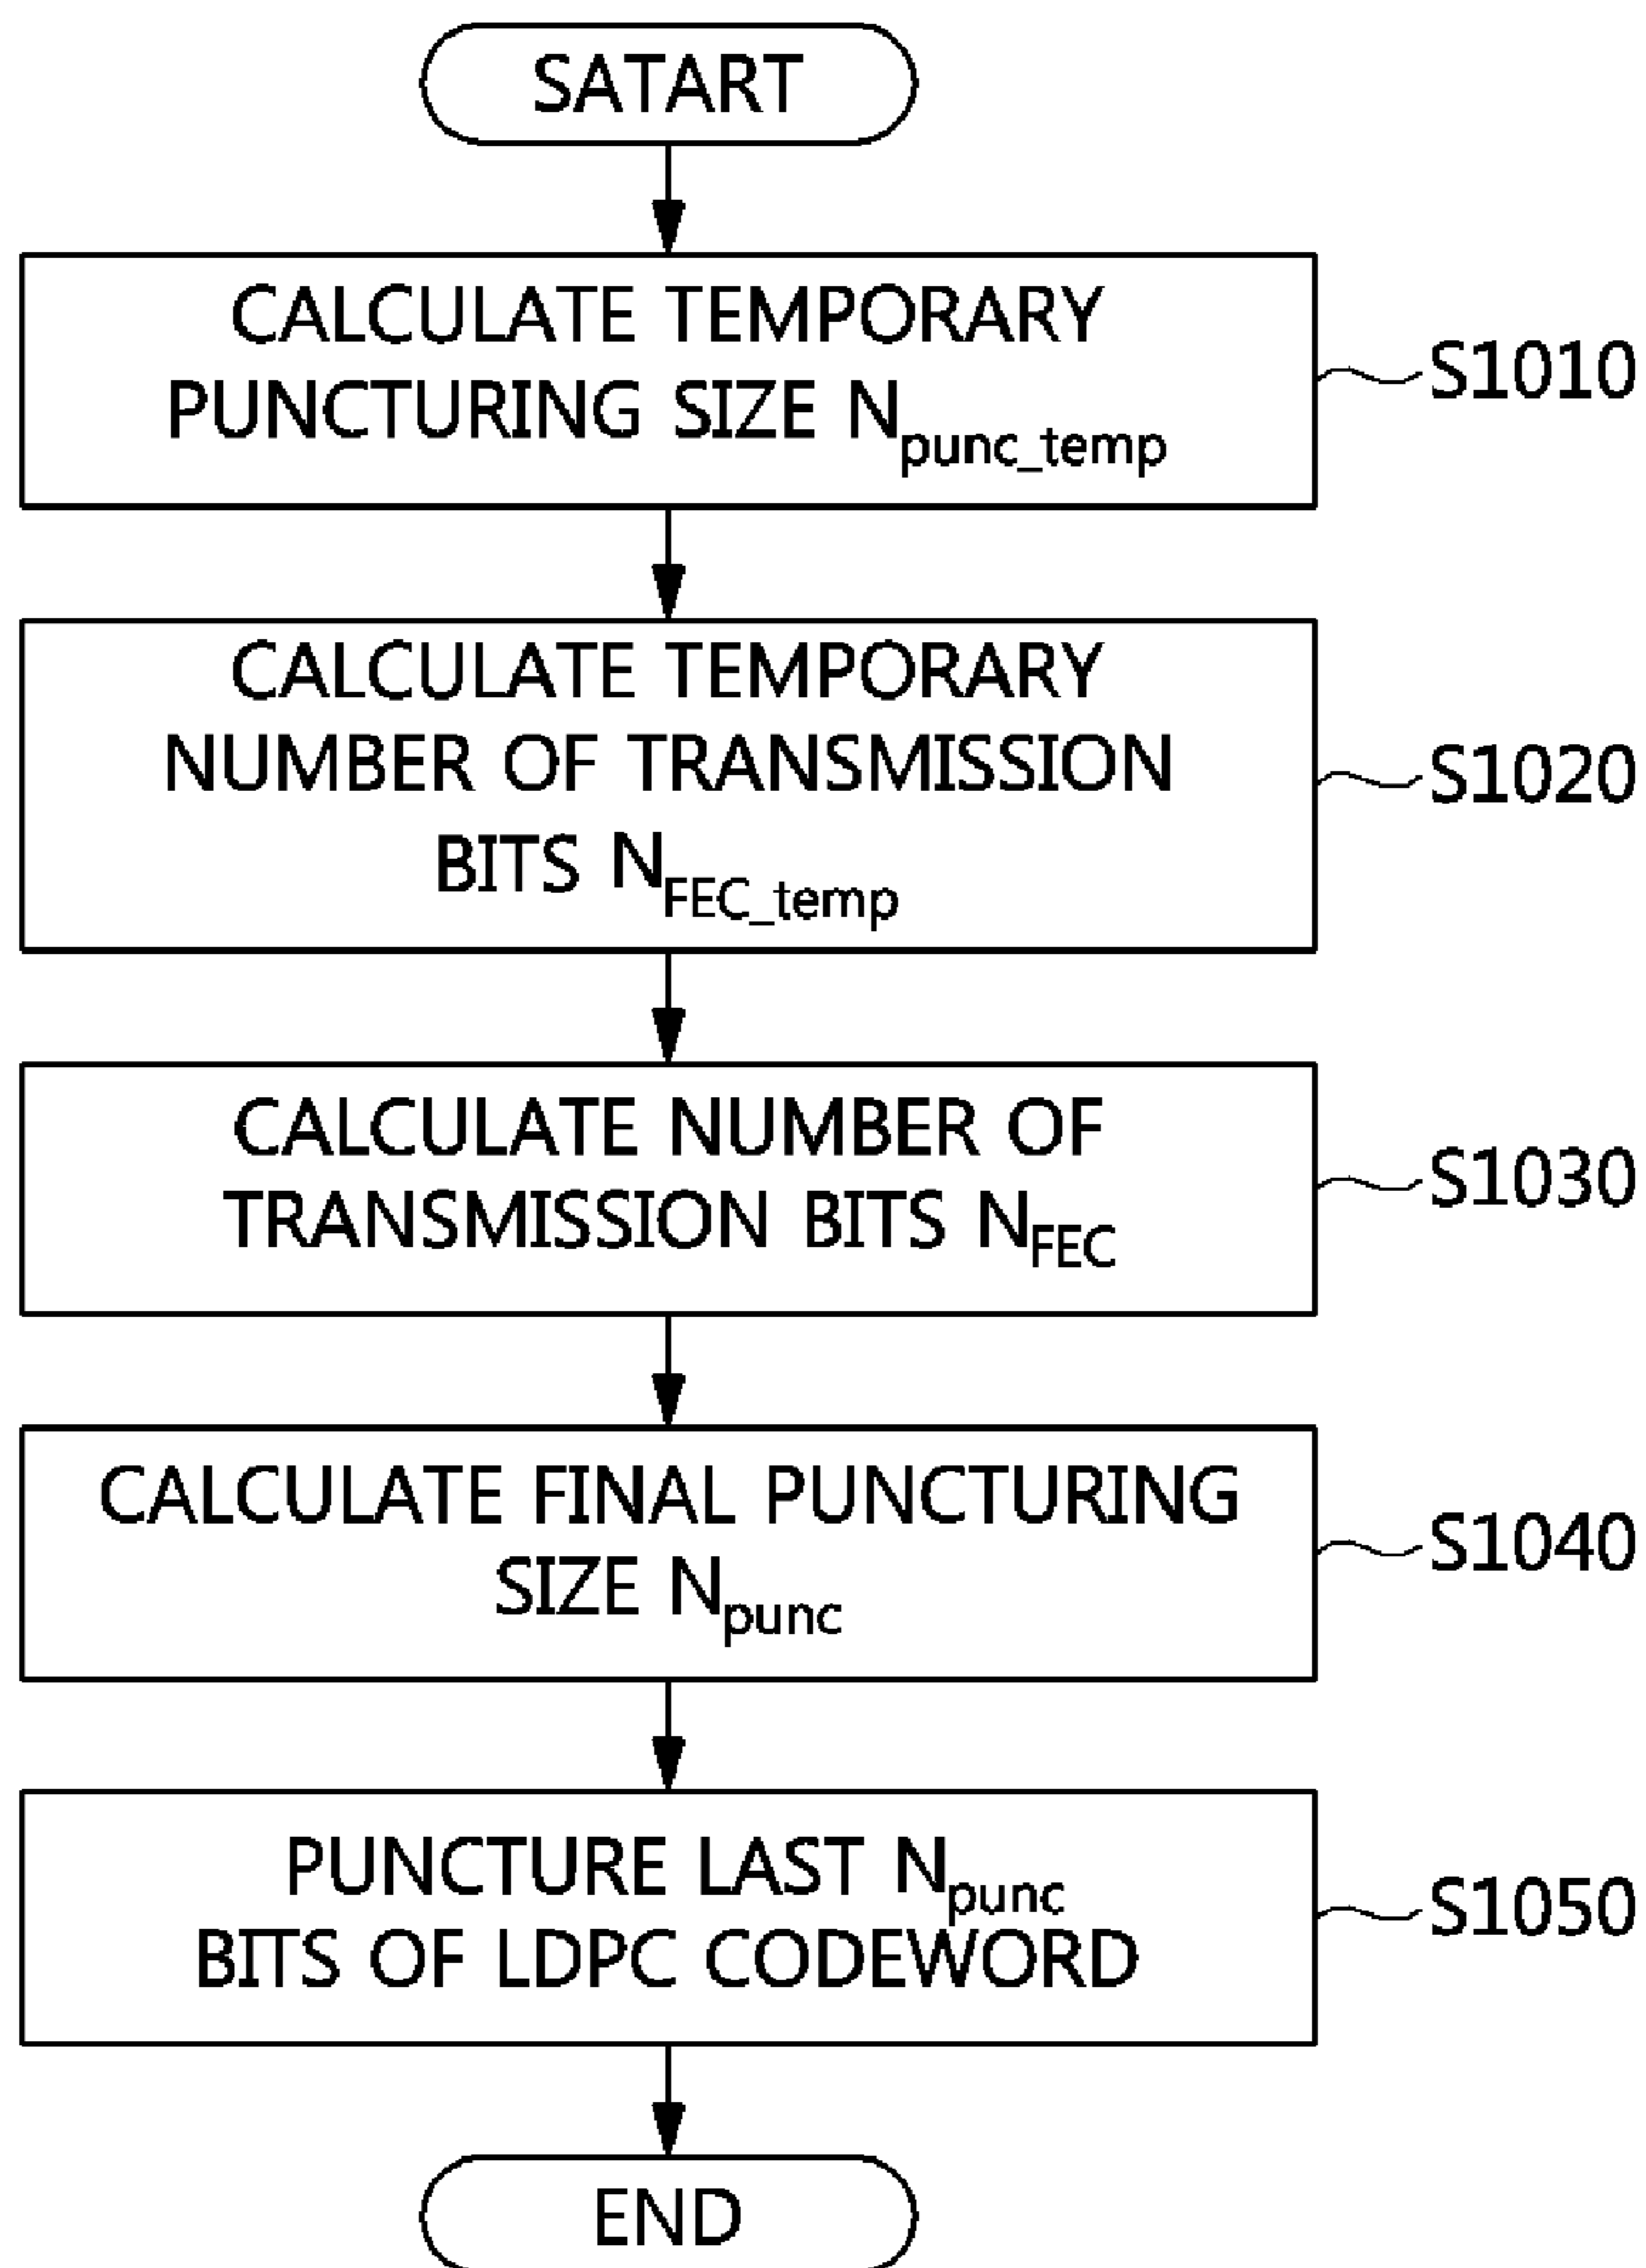 SATART
CALCULATE TEMPORARY
PUNCTURING SIZE Npunc_temp
S1010
CALCULATE TEMPORARY
NUMBER OF TRANSMISSION
BITS NFEC_temp
S1020
CALCULATE NUMBER OF
TRANSMISSION BITS NFEC
S1030
CALCULATE FINAL PUNCTURING
SIZE Npunc
S1040
PUNCTURE LAST Npunc
BITS OF LDPC CODEWORD
S1050
END